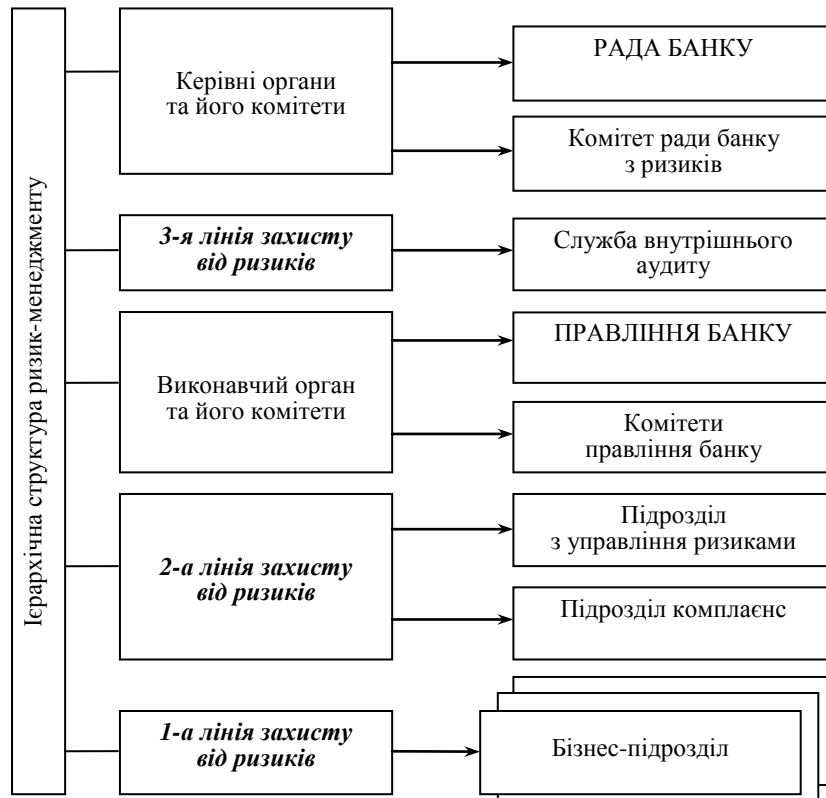 Ієрархічна структура ризик-менеджменту
Керівні органи
та його комітети
РАДА БАНКУ
Комітет ради банку
з ризиків
3-я лінія захисту
від ризиків
Служба внутрішнього
аудиту
Виконавчий орган
та його комітети
ПРАВЛІННЯ БАНКУ
Комітети
правління банку
2-а лінія захисту
від ризиків
Підрозділ
з управління ризиками
Підрозділ комплаєнс
1-а лінія захисту
від ризиків
Бізнес-підрозділ